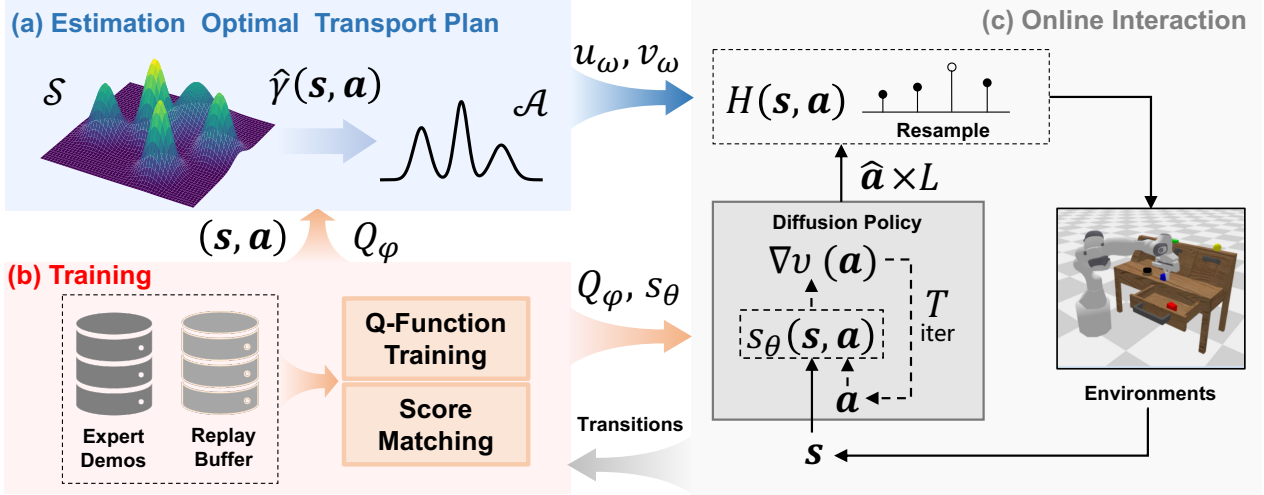 (a) Estimation Optimal Transport Plan
𝒮
γ̂(s, a)
𝒜
u_ω, v_ω
(c) Online Interaction
H(s, a)
Resample
â × L
Diffusion Policy
∇υ (a)
T
iter
s_θ(s, a)
a
s
Environments
(s, a)
Q_φ
(b) Training
Expert
Demos
Replay
Buffer
Q-Function
Training
Score
Matching
Q_φ, s_θ
Transitions